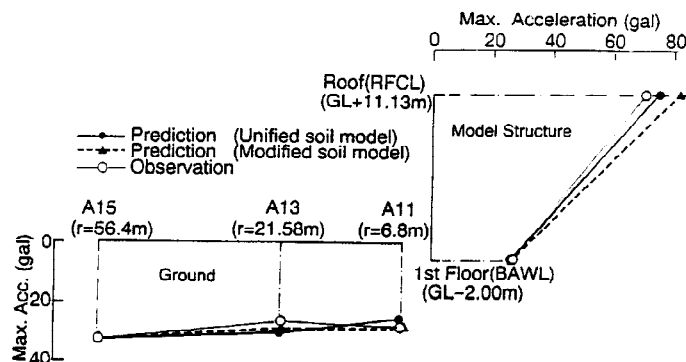 Max. Acceleration (gal)
0 20 40 60 80
Roof(RFCL)
(GL+11.13m)
Model Structure
Prediction (Unified soil model)
Prediction (Modified soil model)
Observation
A15 A13 A11
(r=56.4m) (r=21.58m) (r=6.8m)
0
Ground
20
40
Max. Acc. (gal)
1st Floor(BAWL)
(GL-2.00m)